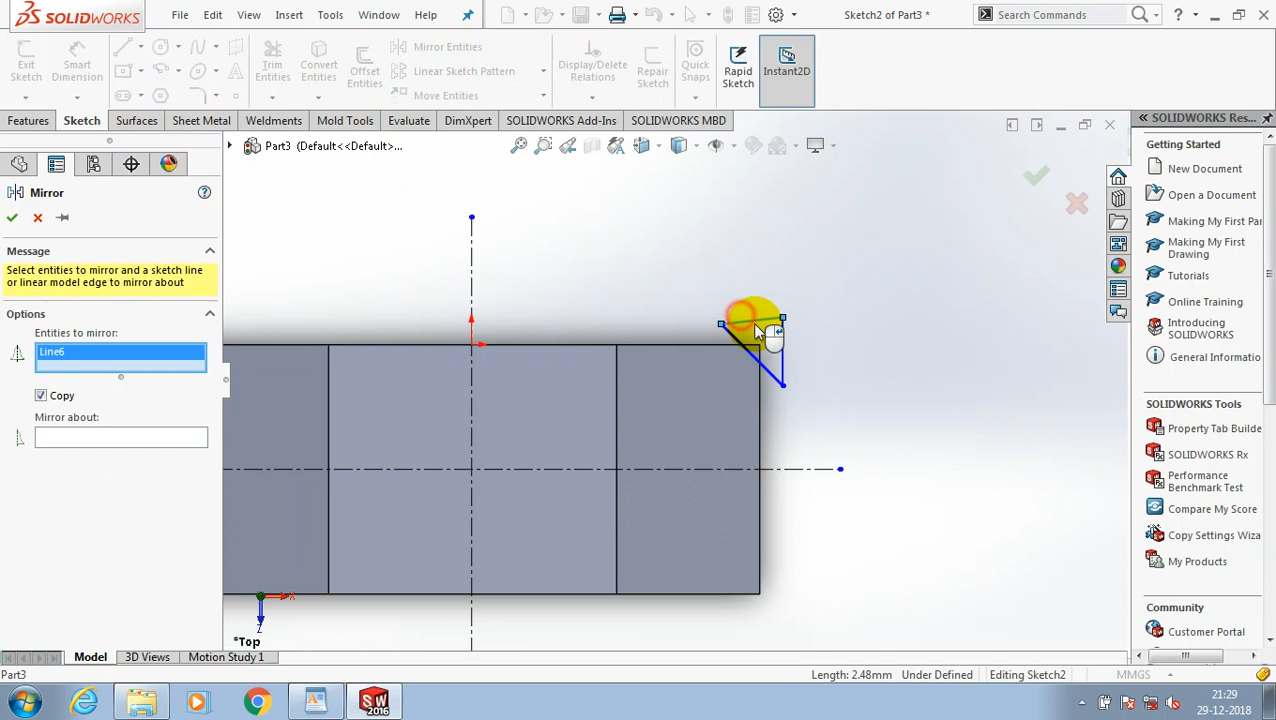 SOLIDWORKS
File
Edit
View
Insert
Tools
Window
Help
Sketch2 of Part3 *
Search Commands
Exit Sketch
Smart Dimension
Trim Entities
Convert Entities
Offset Entities
Mirror Entities
Linear Sketch Pattern
Move Entities
Display/Delete Relations
Repair Sketch
Quick Snaps
Rapid Sketch
Instant2D
Features
Sketch
Surfaces
Sheet Metal
Weldments
Mold Tools
Evaluate
DimXpert
SOLIDWORKS Add-Ins
SOLIDWORKS MBD
Part3 (Default<<Default>...
Mirror
Message
Select entities to mirror and a sketch line
or linear model edge to mirror about
Options
Entities to mirror:
Line6
Copy
Mirror about:
X
Z
*Top
SOLIDWORKS Res...
Getting Started
New Document
Open a Document
Making My First Par
Making My First
Drawing
Tutorials
Online Training
Introducing
SOLIDWORKS
General Informatio
SOLIDWORKS Tools
Property Tab Builde
SOLIDWORKS Rx
Performance
Benchmark Test
Compare My Score
Copy Settings Wiza
My Products
Community
Customer Portal
Model
3D Views
Motion Study 1
Part3
Length: 2.48mm
Under Defined
Editing Sketch2
MMGS
SW
2016
21:29
29-12-2018